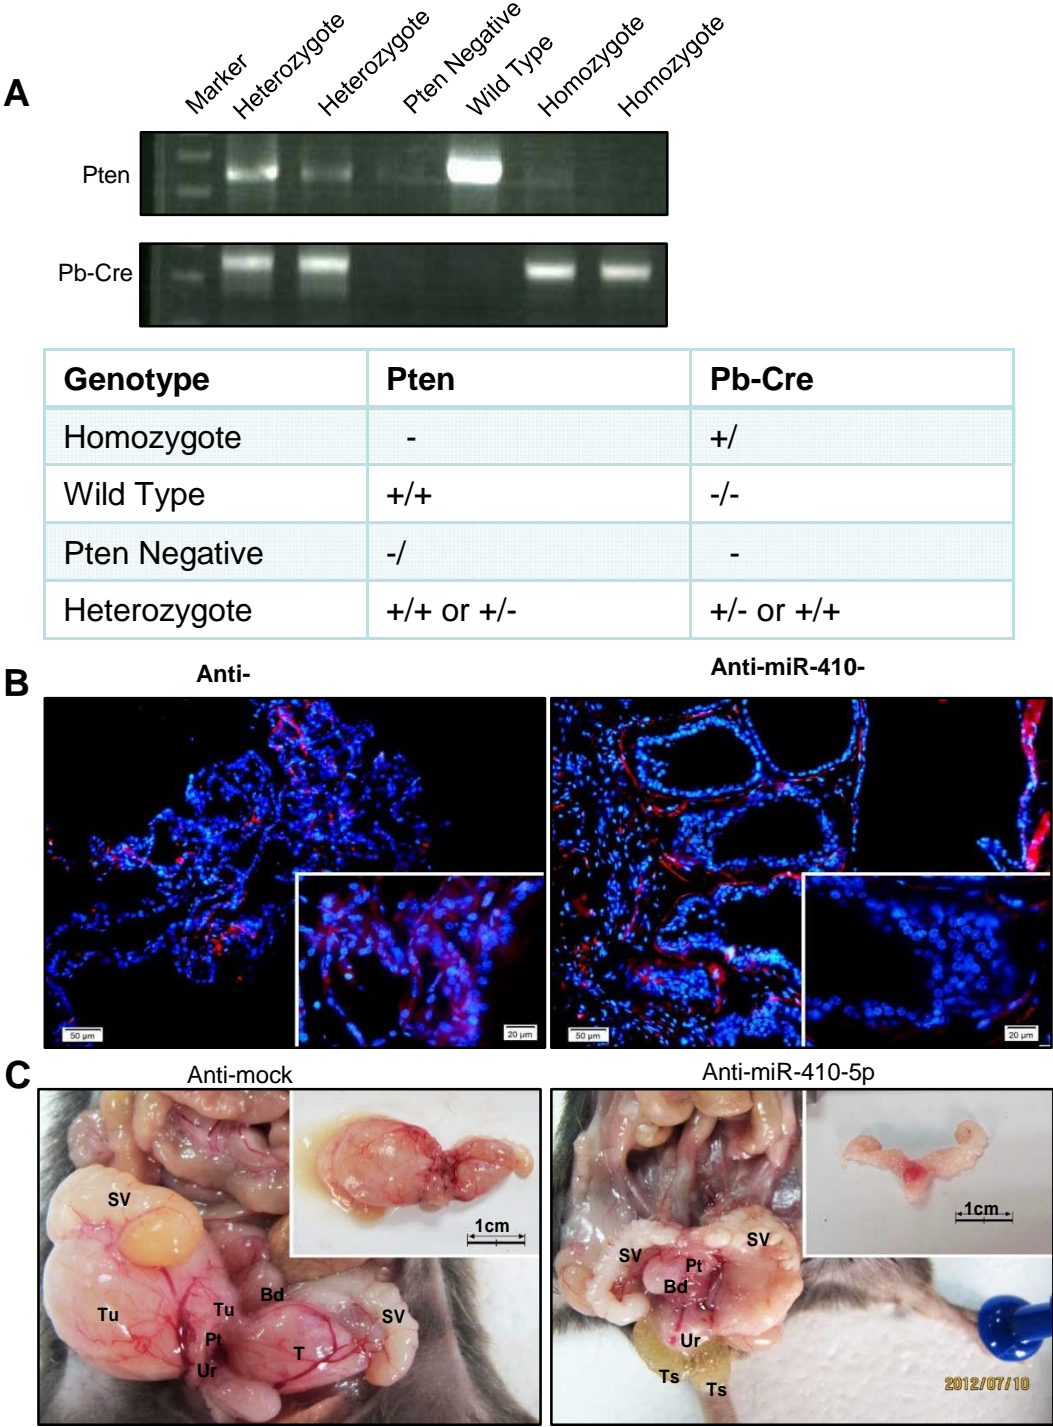 A
Marker
Heterozygote
Heterozygote
Pten Negative
Wild Type
Homozygote
Homozygote
Pten
Pb-Cre
Genotype Pten Pb-Cre
Homozygote - +/
Wild Type +/+ -/-
Pten Negative -/ -
Heterozygote +/+ or +/- +/- or +/+
B
Anti- Anti-miR-410-
50 µm 20 µm 50 µm 20 µm
C
Anti-mock Anti-miR-410-5p
SV
1cm
Bd
Tu
Tu
SV
Pt
T
Ur
1cm
SV
SV
Pt
Bd
Ur
Ts
Ts
2012/07/10